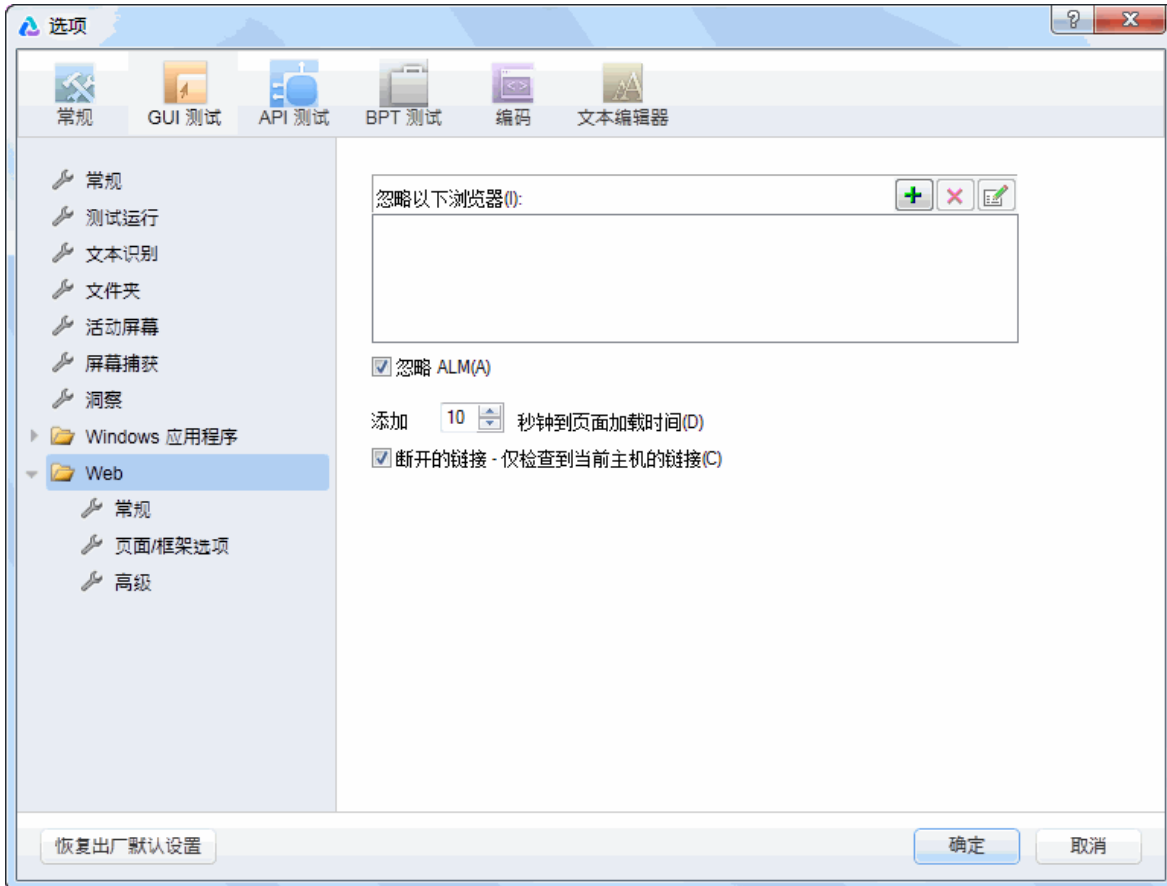 选项
常规
GUI 测试
API 测试
BPT 测试
编码
文本编辑器
常规
测试运行
文本识别
文件夹
活动屏幕
屏幕捕获
洞察
Windows 应用程序
Web
常规
页面/框架选项
高级
忽略以下浏览器(I):
忽略 ALM(A)
添加 10 秒钟到页面加载时间(D)
断开的链接 - 仅检查到当前主机的链接(C)
恢复出厂默认设置
确定
取消